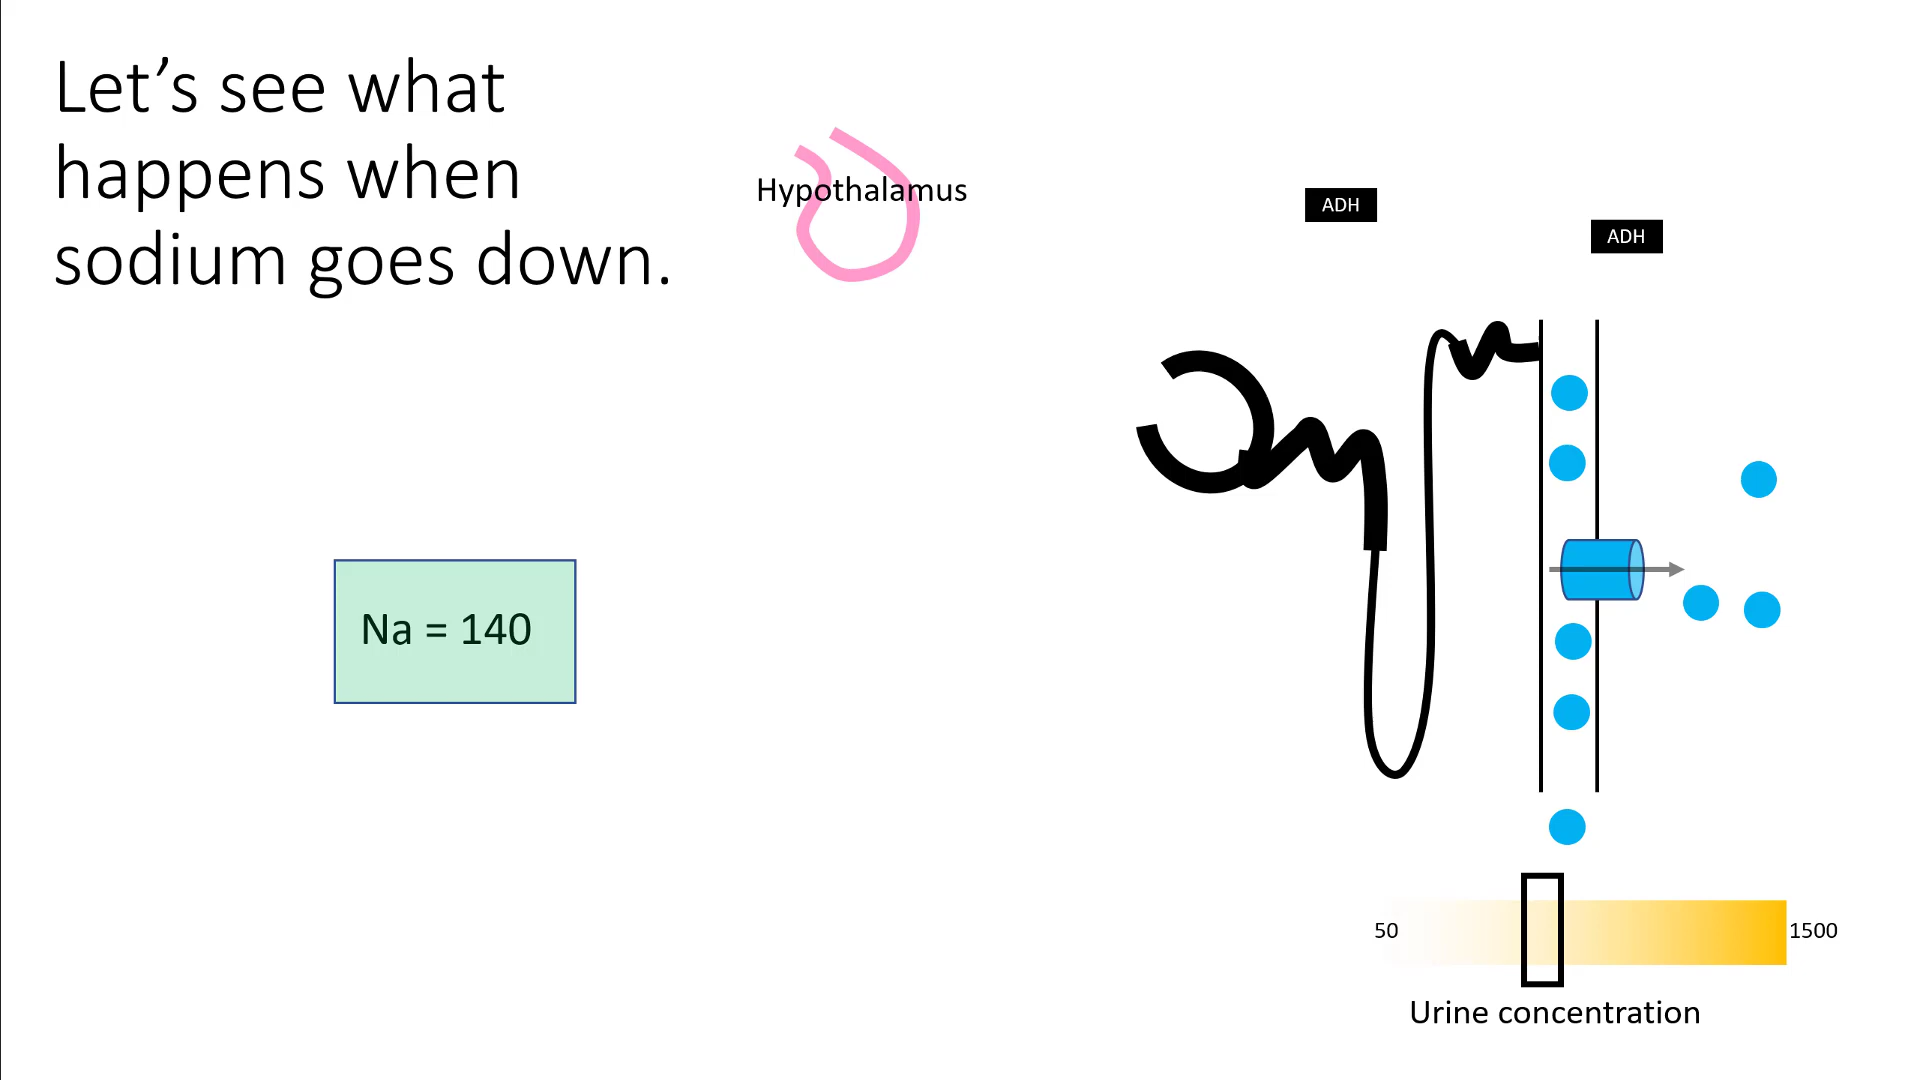 Let’s see what
happens when
sodium goes down.
Hypothalamus
ADH
ADH
Na = 140
50
1500
Urine concentration